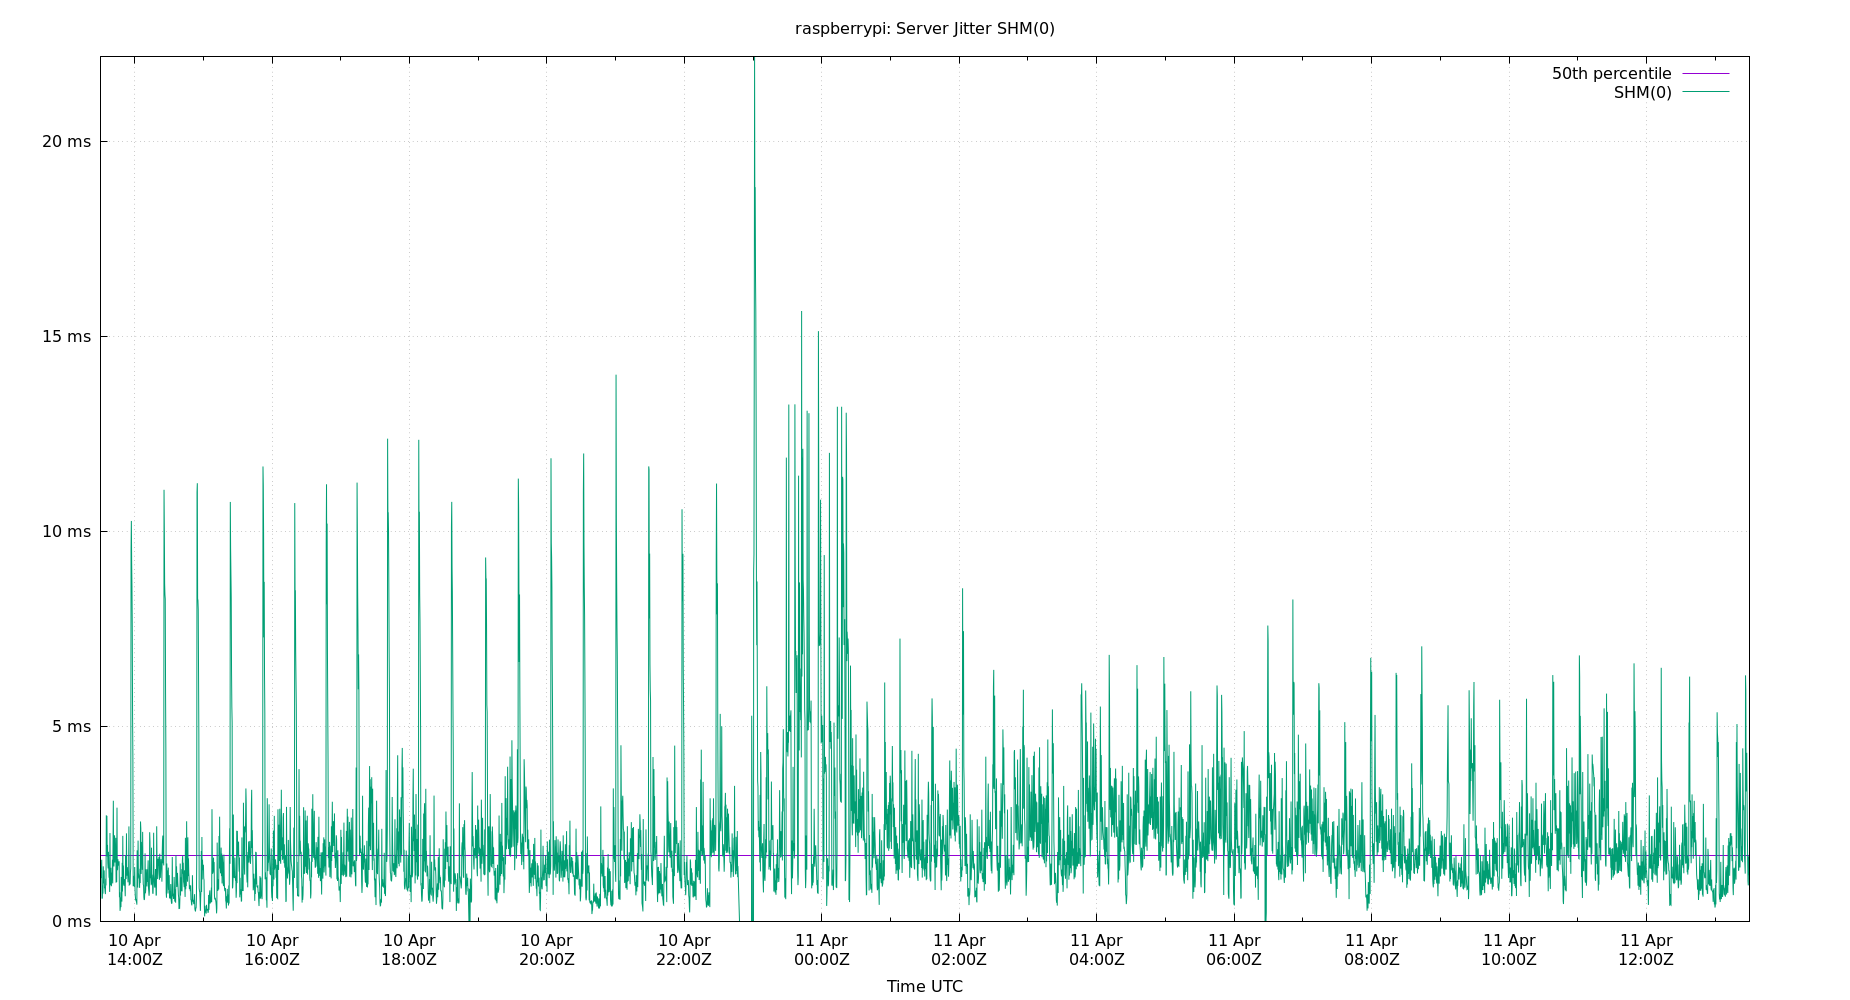 raspberrypi: Server Jitter SHM(0)
50th percentile
SHM(0)
20 ms
15 ms
10 ms
5 ms
0 ms
10 Apr 10 Apr 10 Apr 10 Apr 10 Apr 11 Apr 11 Apr 11 Apr 11 Apr 11 Apr 11 Apr 11 Apr
14:00Z 16:00Z 18:00Z 20:00Z 22:00Z 00:00Z 02:00Z 04:00Z 06:00Z 08:00Z 10:00Z 12:00Z
Time UTC